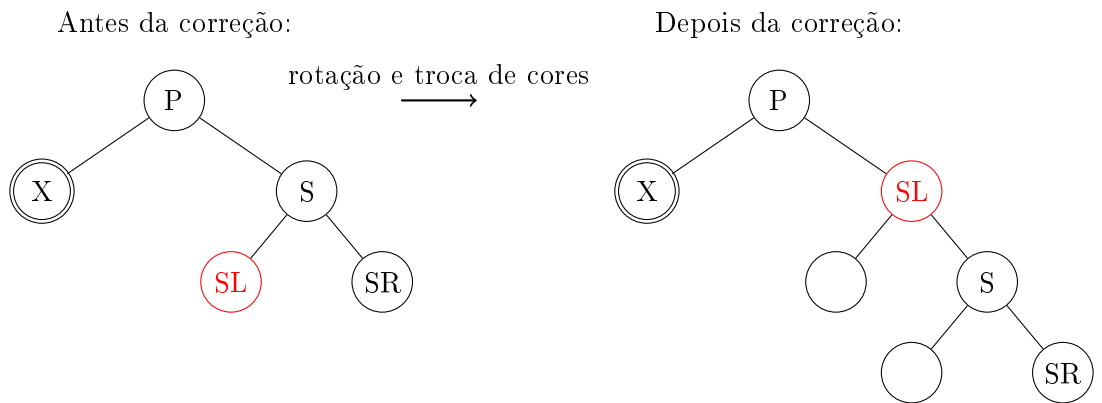 Antes da correção:
Depois da correção:
rotação e troca de cores
P
X
S
SL
SR
P
X
SL
S
SR